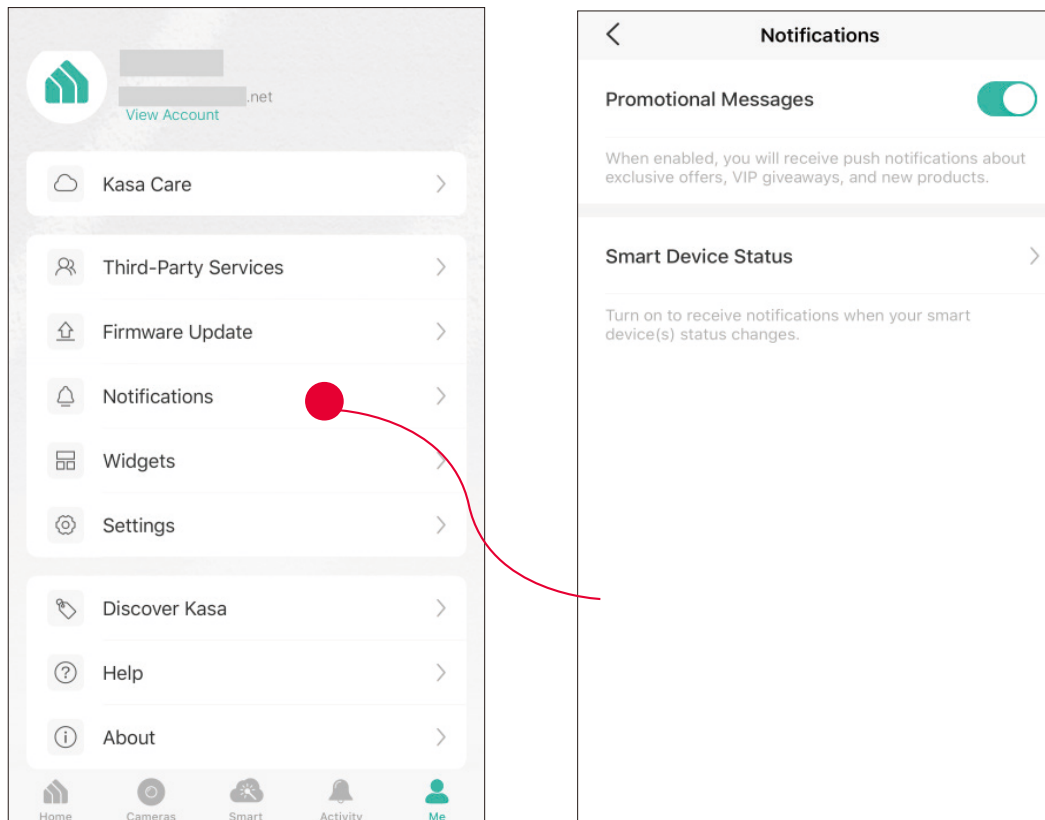 .net
View Account
Kasa Care
Third-Party Services
Firmware Update
Notifications
Widgets
Settings
Discover Kasa
Help
About
Home
Cameras
Smart
Activity
Me
Notifications
Promotional Messages
When enabled, you will receive push notifications about
exclusive offers, VIP giveaways, and new products.
Smart Device Status
Turn on to receive notifications when your smart
device(s) status changes.